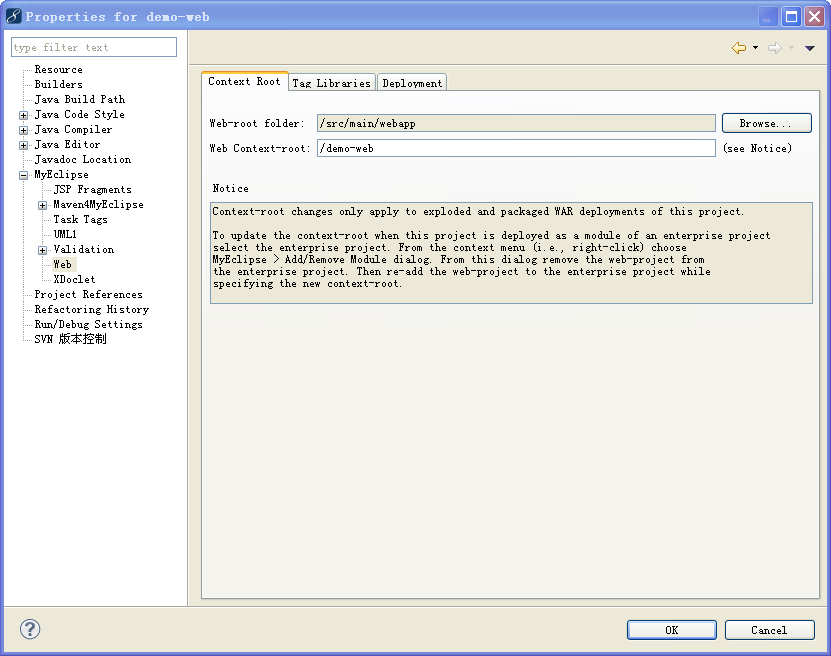 Properties for demo-web
type filter text
Resource
Builders
Java Build Path
Java Code Style
Java Compiler
Java Editor
Javadoc Location
MyEclipse
JSP Fragments
Maven4MyEclipse
Task Tags
UML1
Validation
Web
XDoclet
Project References
Refactoring History
Run/Debug Settings
SVN 版本控制
Context Root Tag Libraries Deployment
Web-root folder: /src/main/webapp Browse...
Web Context-root: /demo-web (see Notice)
Notice
Context-root changes only apply to exploded and packaged WAR deployments of this project.
To update the context-root when this project is deployed as a module of an enterprise project
select the enterprise project. From the context menu (i.e., right-click) choose
MyEclipse > Add/Remove Module dialog. From this dialog remove the web-project from
the enterprise project. Then re-add the web-project to the enterprise project while
specifying the new context-root.
OK Cancel